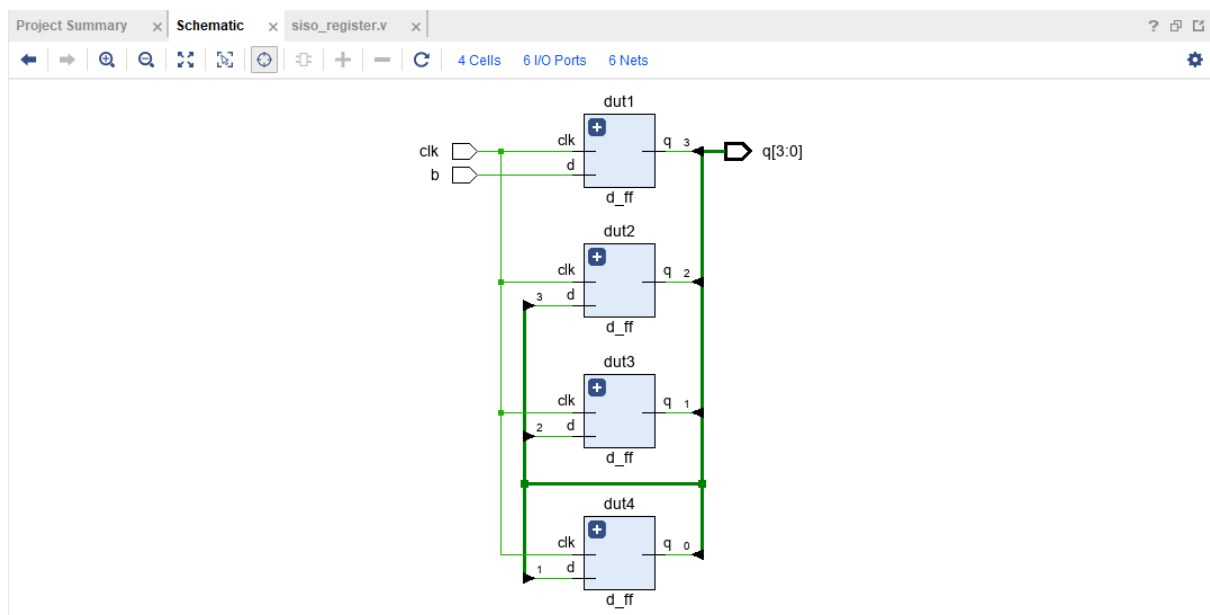 Project Summary × Schematic × siso_register.v × ?
4 Cells 6 I/O Ports 6 Nets
dut1
clk clk q 3 q[3:0]
b d
d_ff
dut2
clk q 2
3 d
d_ff
dut3
clk q 1
2 d
d_ff
dut4
clk q 0
1 d
d_ff